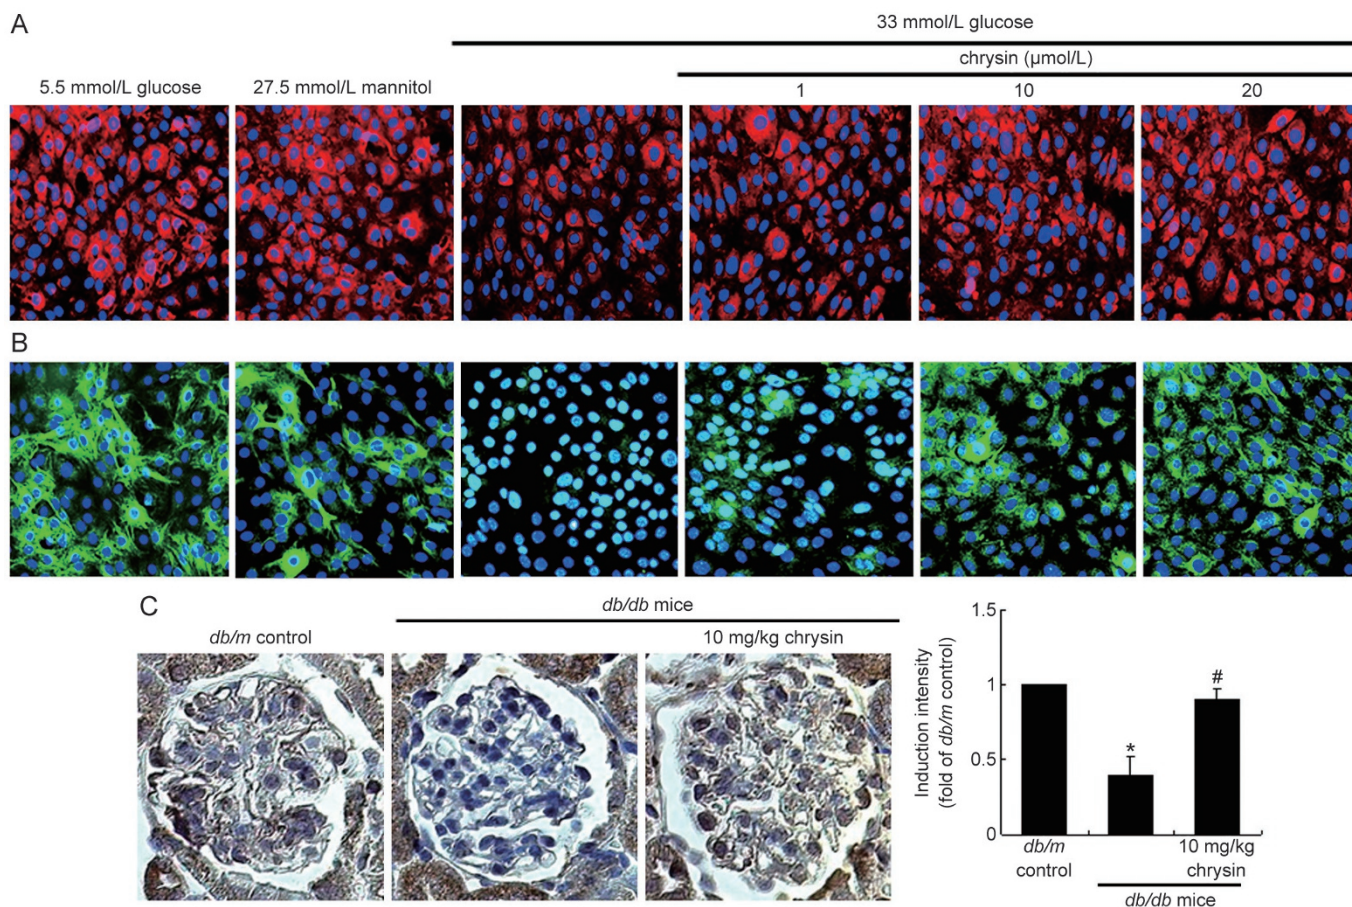 A
33 mmol/L glucose
chrysin (µmol/L)
5.5 mmol/L glucose 27.5 mmol/L mannitol 1 10 20
B
C
db/db mice
db/m control 10 mg/kg chrysin
Induction intensity
(fold of db/m control)
1.5
1
0.5
0
*
#
db/m
control
10 mg/kg
chrysin
db/db mice